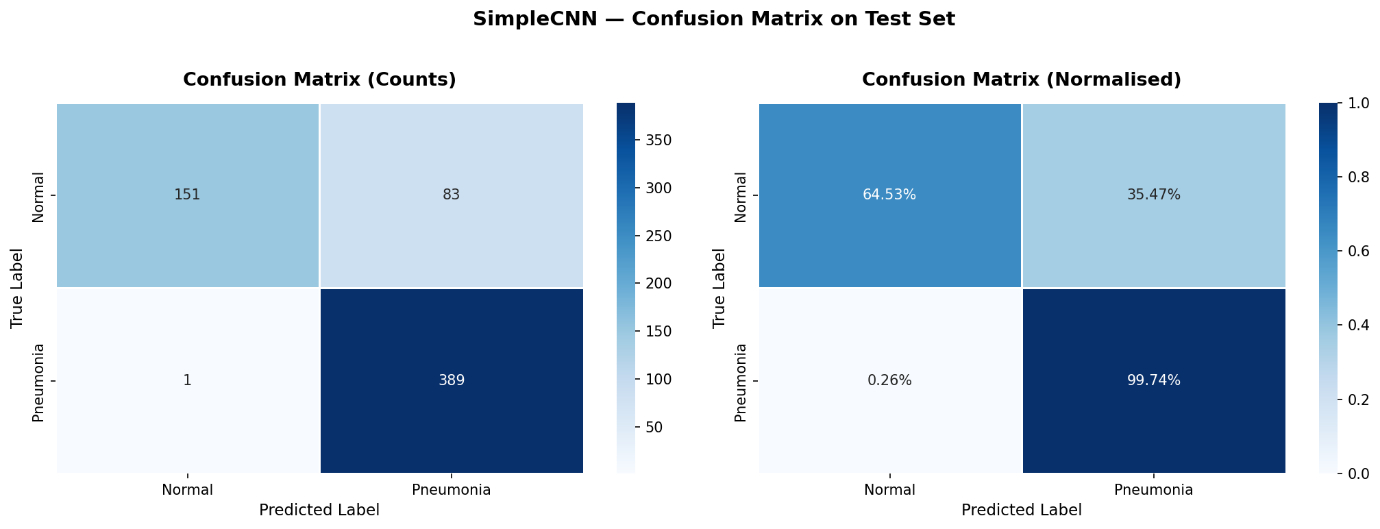 SimpleCNN — Confusion Matrix on Test Set
Confusion Matrix (Counts)
True Label
Normal
Pneumonia
151
83
1
389
Normal
Pneumonia
Predicted Label
350
300
250
200
150
100
50
Confusion Matrix (Normalised)
True Label
Normal
Pneumonia
64.53%
35.47%
0.26%
99.74%
Normal
Pneumonia
Predicted Label
1.0
0.8
0.6
0.4
0.2
0.0